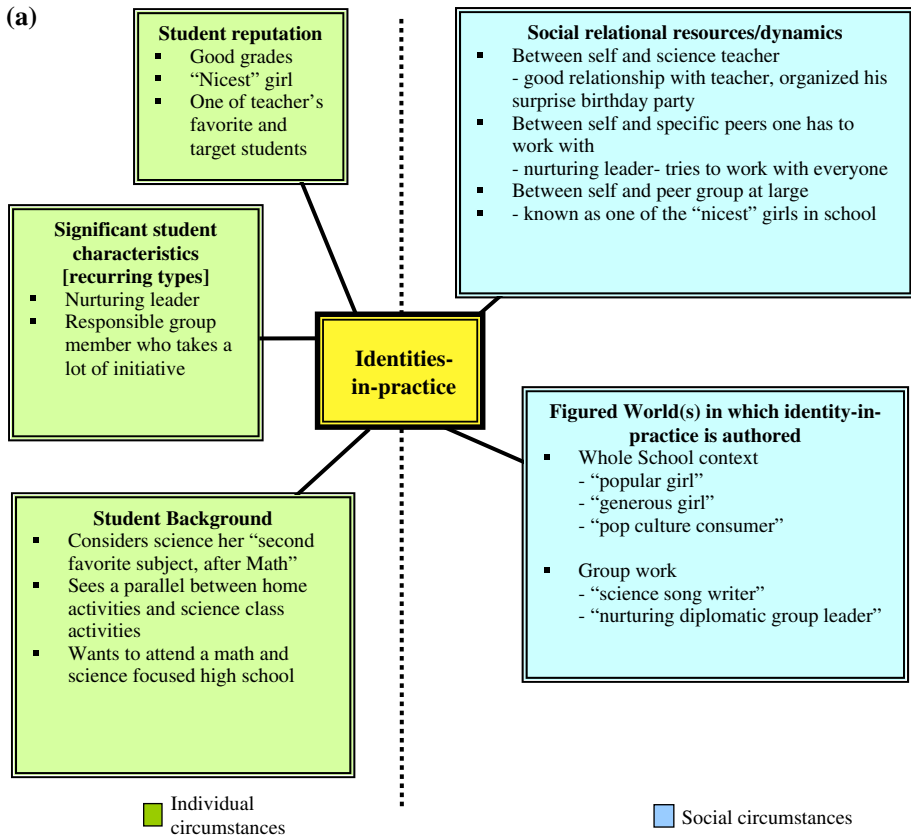 (a)
Student reputation
▪ Good grades
▪ “Nicest” girl
▪ One of teacher’s
favorite and
target students
Social relational resources/dynamics
▪ Between self and science teacher
- good relationship with teacher, organized his
surprise birthday party
▪ Between self and specific peers one has to
work with
- nurturing leader- tries to work with everyone
▪ Between self and peer group at large
▪ - known as one of the “nicest” girls in school
Significant student
characteristics
[recurring types]
▪ Nurturing leader
▪ Responsible group
member who takes a
lot of initiative
Identities-
in-practice
Figured World(s) in which identity-in-
practice is authored
▪ Whole School context
- “popular girl”
- “generous girl”
- “pop culture consumer”
▪ Group work
- “science song writer”
- “nurturing diplomatic group leader”
Student Background
▪ Considers science her “second
favorite subject, after Math”
▪ Sees a parallel between home
activities and science class
activities
▪ Wants to attend a math and
science focused high school
Individual
circumstances
Social circumstances